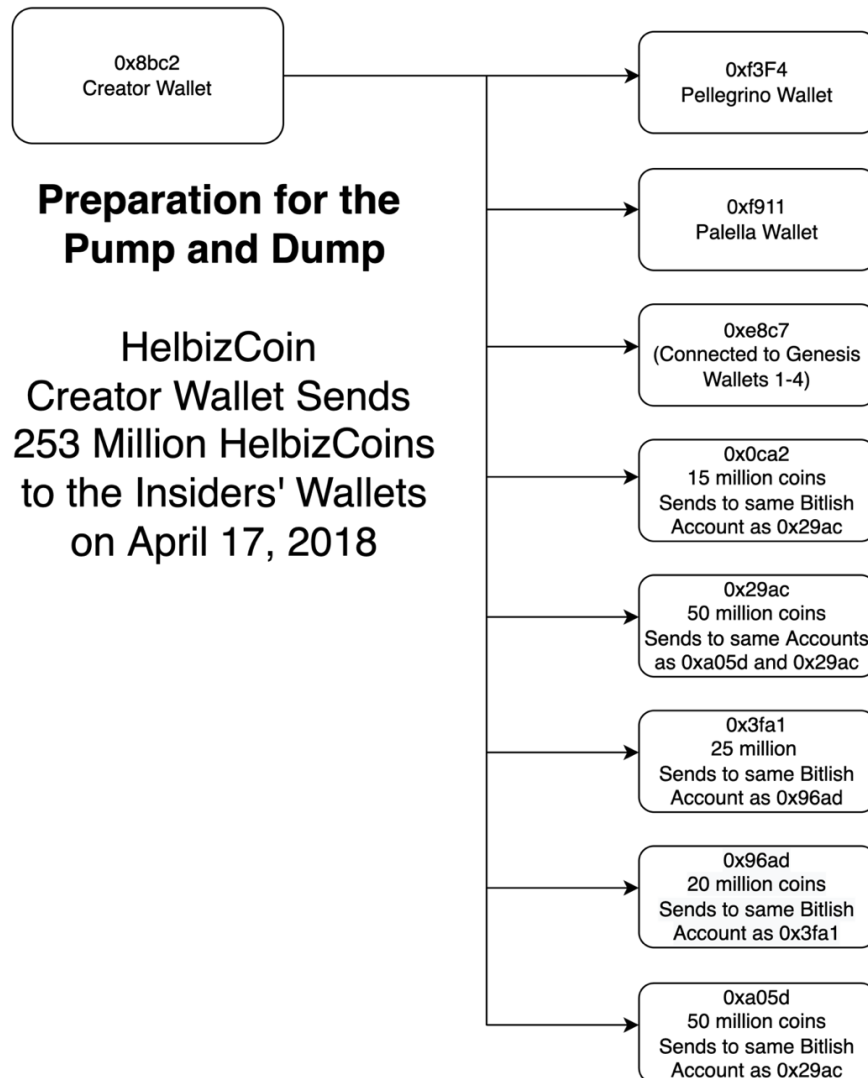 0x8bc2
Creator Wallet
Preparation for the
Pump and Dump
HelbizCoin
Creator Wallet Sends
253 Million HelbizCoins
to the Insiders' Wallets
on April 17, 2018
0xf3F4
Pellegrino Wallet
0xf911
Palella Wallet
0xe8c7
(Connected to Genesis
Wallets 1-4)
0x0ca2
15 million coins
Sends to same Bitlish
Account as 0x29ac
0x29ac
50 million coins
Sends to same Accounts
as 0xa05d and 0x29ac
0x3fa1
25 million
Sends to same Bitlish
Account as 0x96ad
0x96ad
20 million coins
Sends to same Bitlish
Account as 0x3fa1
0xa05d
50 million coins
Sends to same Bitlish
Account as 0x29ac